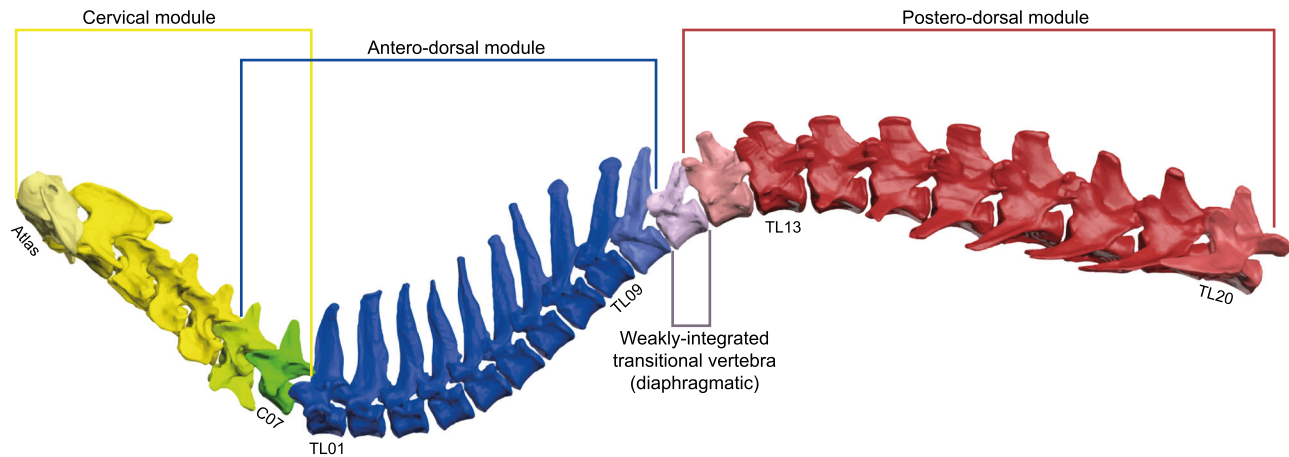 Cervical module
Antero-dorsal module
Postero-dorsal module
Atlas
C07
TL01
TL09
TL13
TL20
Weakly-integrated
transitional vertebra
(diaphragmatic)